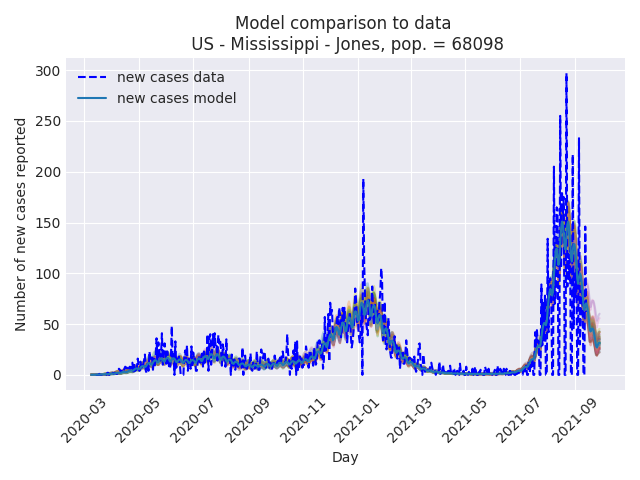 Model comparison to data
US - Mississippi - Jones, pop. = 68098
new cases data
new cases model
Number of new cases reported
300
250
200
150
100
50
0
2020-03
2020-05
2020-07
2020-09
2020-11
2021-01
2021-03
2021-05
2021-07
2021-09
Day